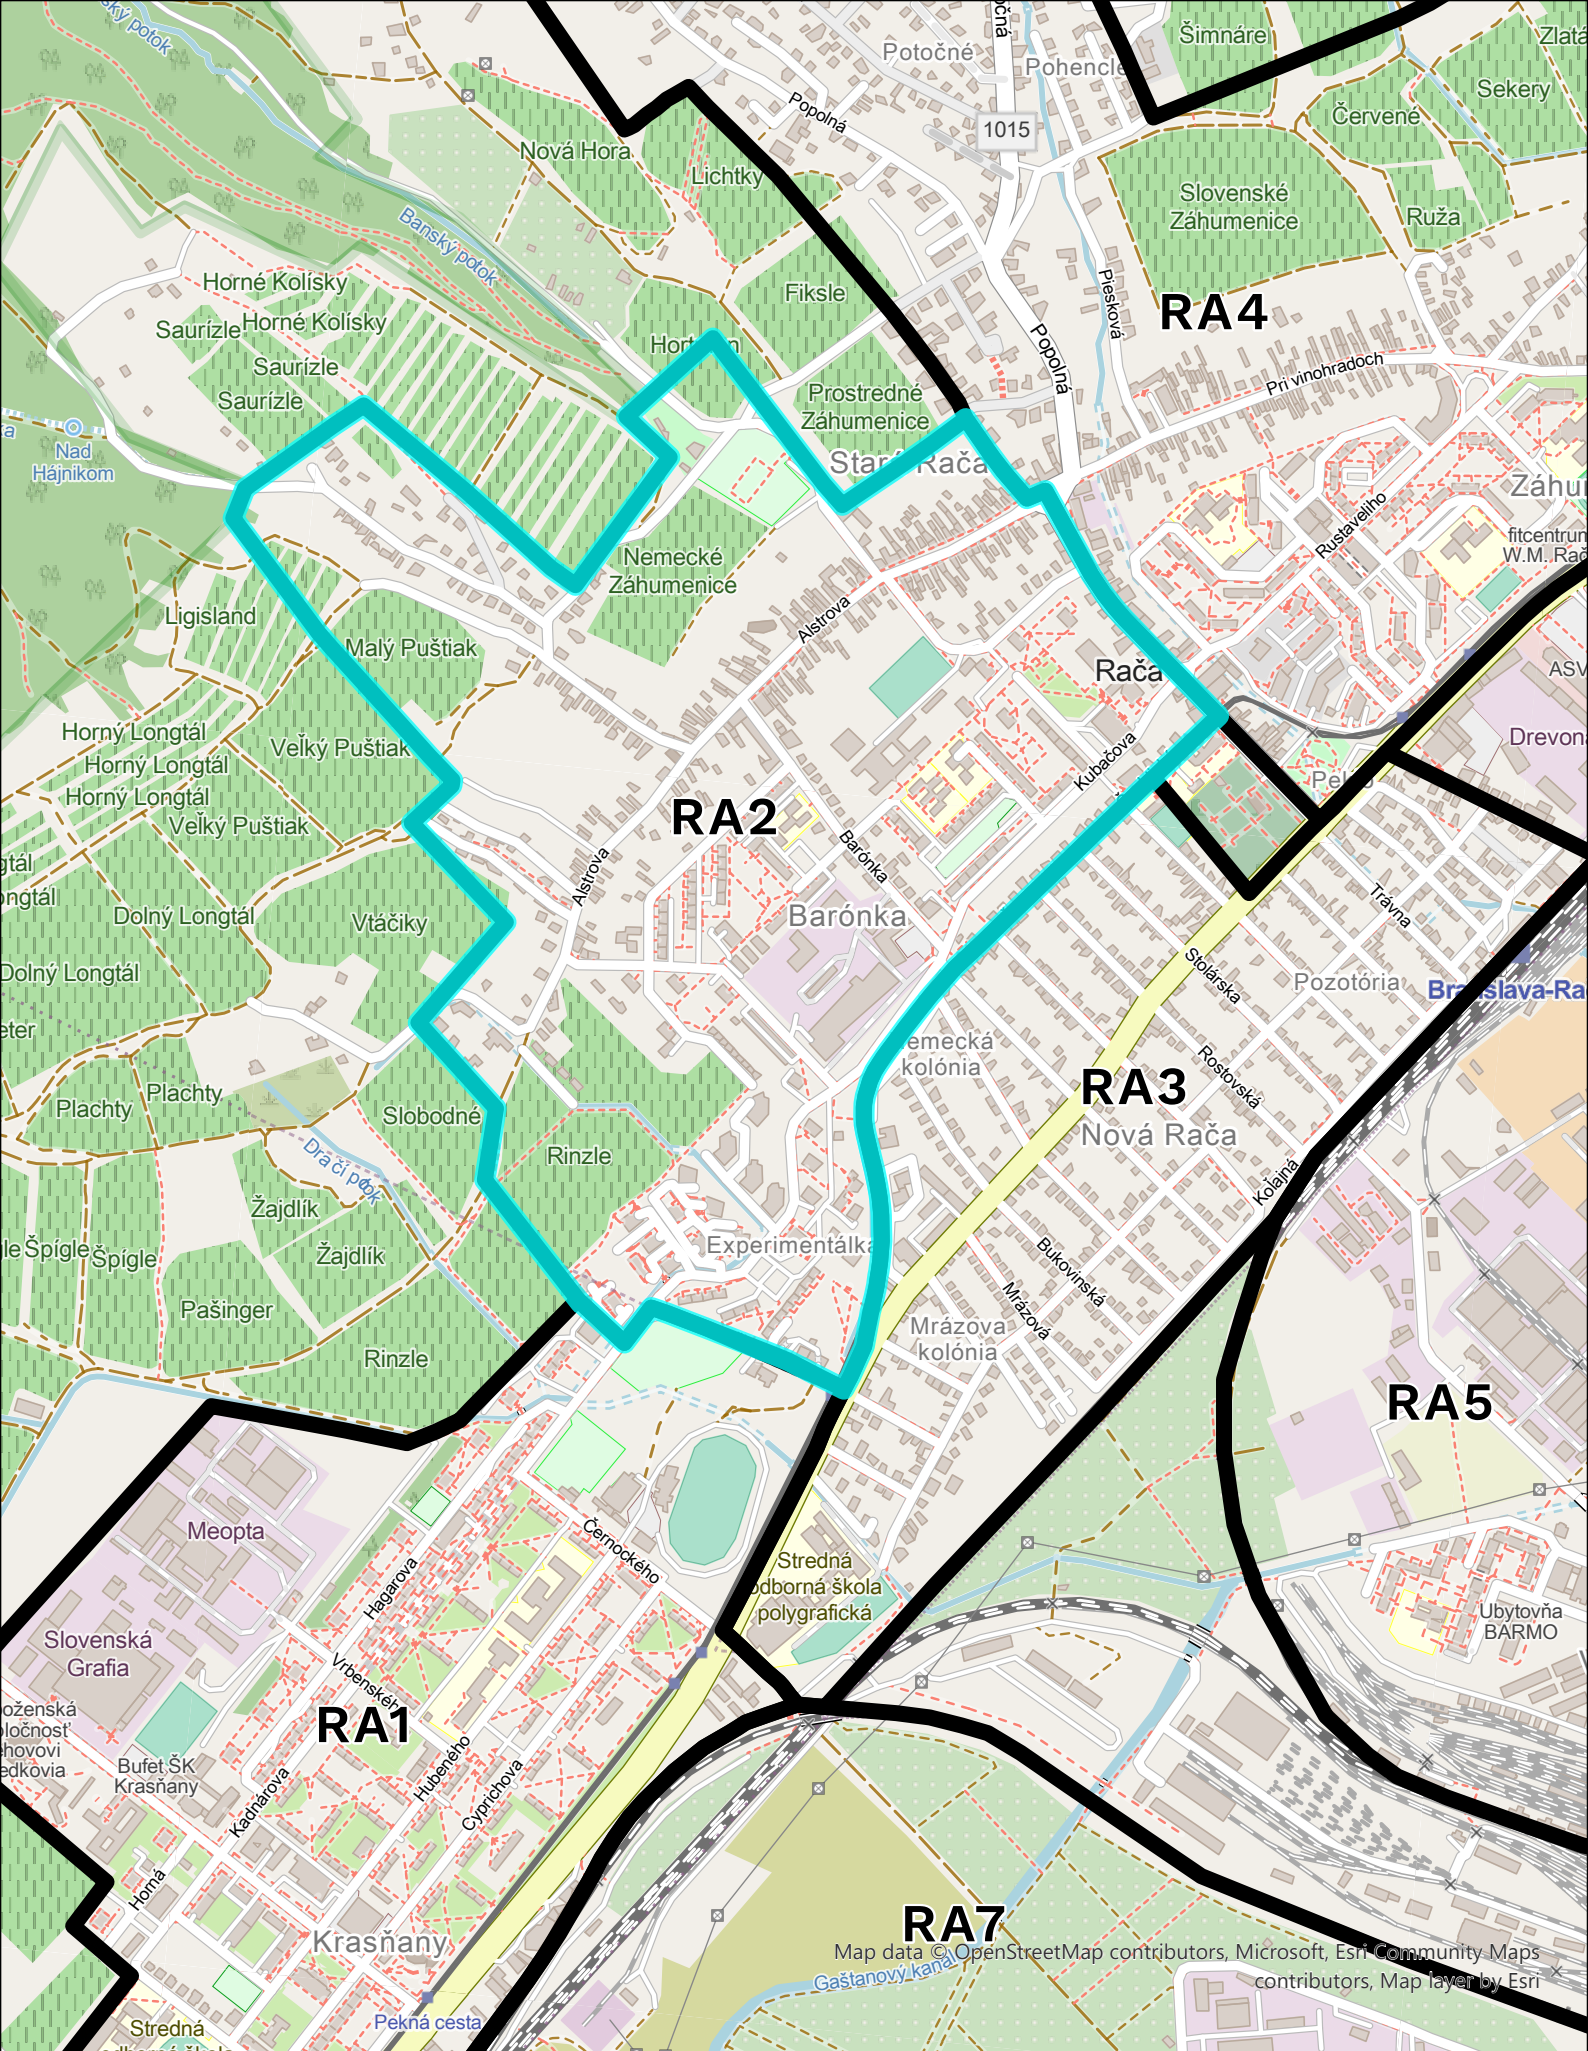 ský potok
očná
Potočné
Pohencle
Šimnáre
Zlatá
Sekery
Červené
Popolná
1015
Nová Hora
Lichtky
Slovenské
Záhumenice
Ruža
Banský potok
Horné Kolísky
Fiksle
Piesková
RA4
Saurízle
Horné Kolísky
Popolná
Saurízle
Pri vinohradoch
Saurízle
Prostredné
Záhumenice
Nad
Hájnikom
Stará Rača
Rustaveliho
fitcentrum
Nemecké
Záhumenice
Ligisland
Alstrova
Malý Puštiak
Rača
ASV
Horný Longtál
Veľký Puštiak
Drevona
Horný Longtál
Kubačova
Horný Longtál
RA2
Veľký Puštiak
Barónka
Alstrova
Trávna
Dolný Longtál
Vtáčiky
Barónka
Stolárska
Dolný Longtál
Pozotória
Nemecká
kolónia
RA3
Rostovská
Plachty
Plachty
Slobodné
Nová Rača
Rinzle
Dračí potok
Koľajná
Žajdlík
Experimentálka
Špígle
Špígle
Žajdlík
Bukovinská
Mrázová
Pašinger
Mrázova
kolónia
Rinzle
RA5
Meopta
Černockého
Stredná
odborná škola
polygrafická
Hagarova
Ubytovňa
BARMO
Slovenská
Grafia
Vrbenského
RA1
Bufet ŠK
Krasňany
Hubeného
Kadnárova
Cyprichova
Horná
RA7
Krasňany
Map data © OpenStreetMap contributors, Microsoft, Esri Community Maps
contributors, Map layer by Esri
Gaštanový kanál
Pekná cesta
Stredná